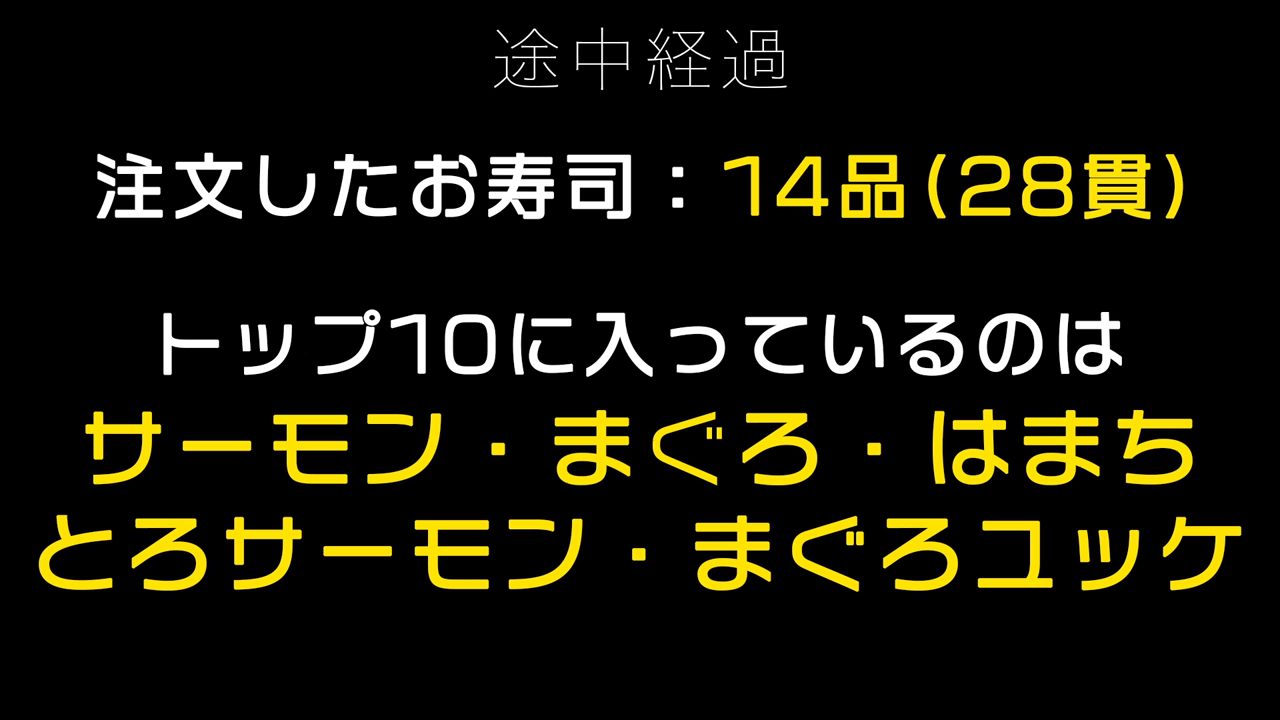 途中経過
注文したお寿司：14品(28貫)
トップ10に入っているのは
サーモン・まぐろ・はまち
とろサーモン・まぐろユッケ